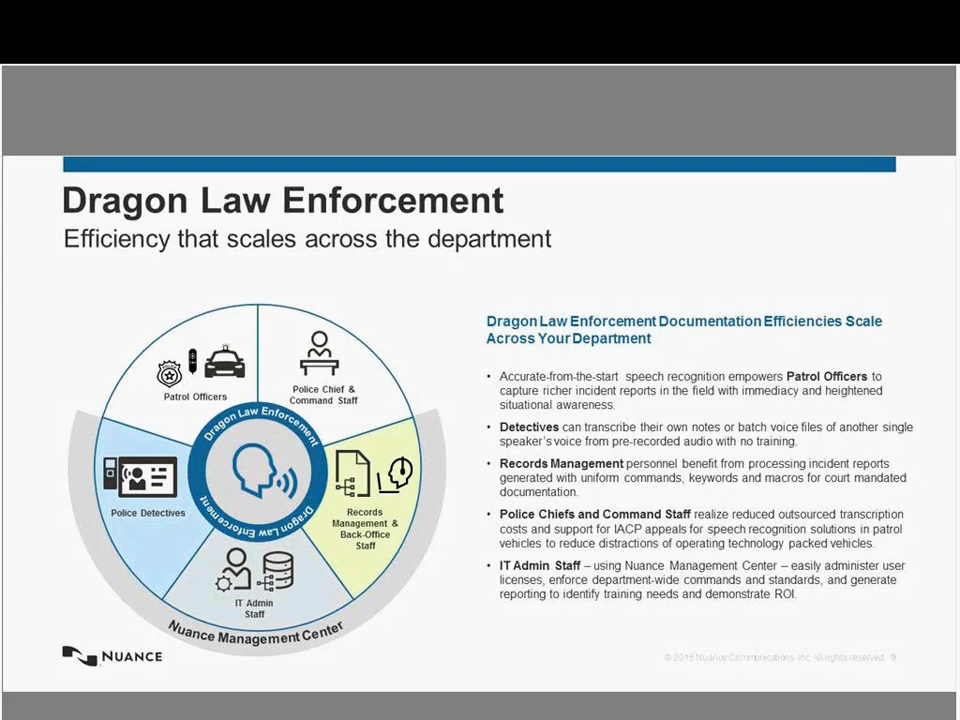 Dragon Law Enforcement
Efficiency that scales across the department
Patrol Officers
Police Chief &
Command Staff
Dragon Law Enforcement
Dragon Law Enforcement
Police Detectives
Records
Management &
Back-Office
Staff
IT Admin
Staff
Nuance Management Center
Dragon Law Enforcement Documentation Efficiencies Scale
Across Your Department
• Accurate-from-the-start speech recognition empowers Patrol Officers to
capture richer incident reports in the field with immediacy and heightened
situational awareness.
• Detectives can transcribe their own notes or batch voice files of another single
speaker's voice from pre-recorded audio with no training.
• Records Management personnel benefit from processing incident reports
generated with uniform commands, keywords and macros for court mandated
documentation.
• Police Chiefs and Command Staff realize reduced outsourced transcription
costs and support for IACP appeals for speech recognition solutions in patrol
vehicles to reduce distractions of operating technology packed vehicles.
• IT Admin Staff – using Nuance Management Center – easily administer user
licenses, enforce department-wide commands and standards, and generate
reporting to identify training needs and demonstrate ROI.
NUANCE
© 2015 Nuance Communications, Inc. All rights reserved. 9